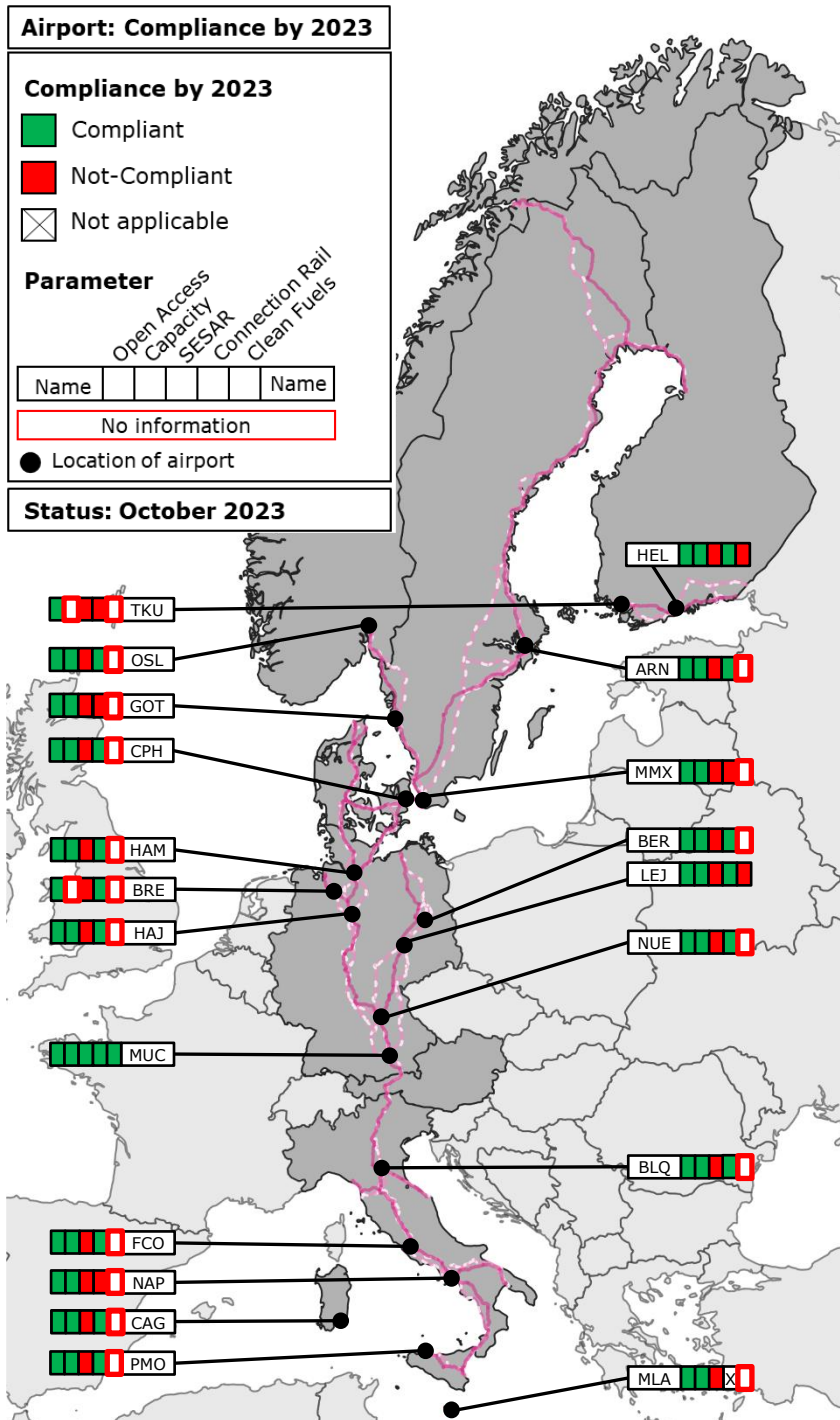 Airport: Compliance by 2023
Compliance by 2023
Compliant
Not-Compliant
Not applicable
Parameter
Open Access
Capacity
SESAR
Connection Rail
Clean Fuels
Name
Name
No information
Location of airport
Status: October 2023
HEL
TKU
OSL
ARN
GOT
CPH
MMX
BER
HAM
LEJ
BRE
HAJ
NUE
MUC
BLQ
FCO
NAP
CAG
PMO
MLA X